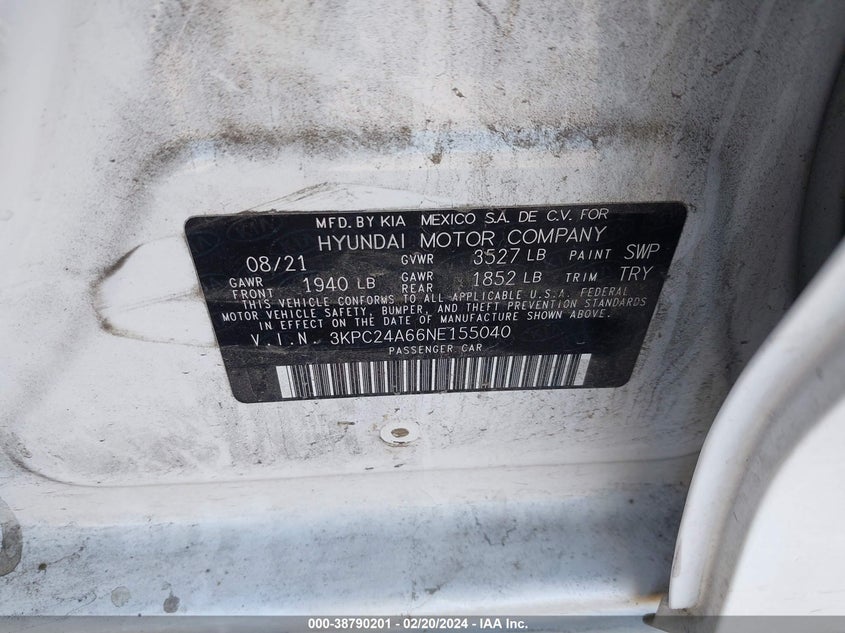 MFD. BY KIA MEXICO S.A. DE C.V. FOR
HYUNDAI MOTOR COMPANY
08/21 GVWR 3527 LB PAINT SWP
GAWR FRONT 1940 LB GAWR REAR 1852 LB TRIM TRY
THIS VEHICLE CONFORMS TO ALL APPLICABLE U.S.A. FEDERAL
MOTOR VEHICLE SAFETY, BUMPER, AND THEFT PREVENTION STANDARDS
IN EFFECT ON THE DATE OF MANUFACTURE SHOWN ABOVE.
V.I.N. 3KPC24A66NE155040
PASSENGER CAR
000-38790201 - 02/20/2024 - IAA Inc.